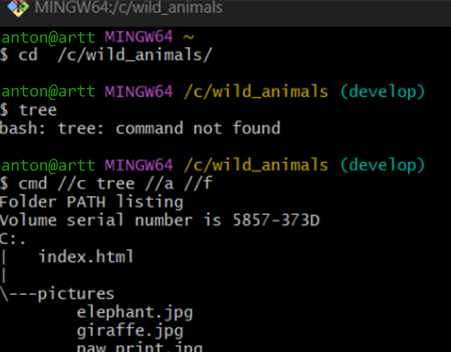 MINGW64:/c/wild_animals
anton@artt MINGW64 ~
$ cd  /c/wild_animals/
anton@artt MINGW64 /c/wild_animals (develop)
$ tree
bash: tree: command not found
anton@artt MINGW64 /c/wild_animals (develop)
$ cmd //c tree //a //f
Folder PATH listing
Volume serial number is 5857-373D
C:.
|   index.html
|
\---pictures
        elephant.jpg
        giraffe.jpg
        paw_print.jpg